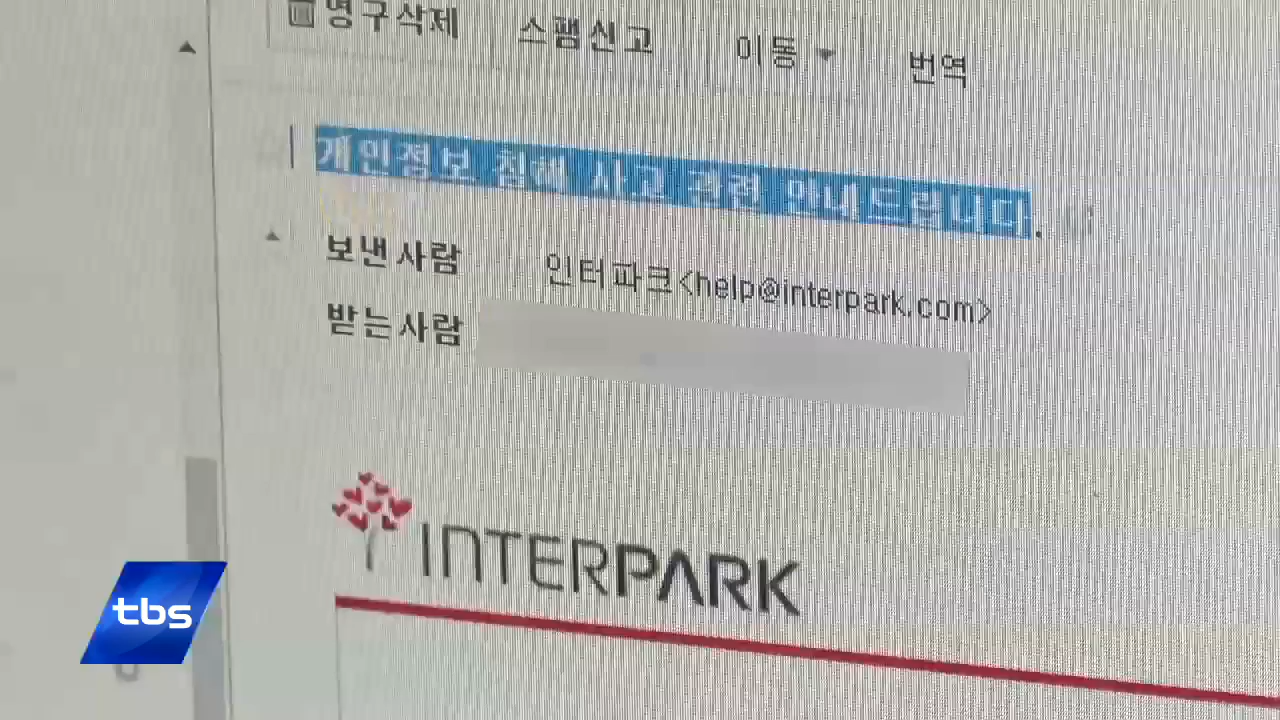 영구삭제 스팸신고 이동 번역
개인정보 침해 사고 관련 안내드립니다.
보낸사람 인터파크<help@interpark.com>
받는사람
INTERPARK
tbs